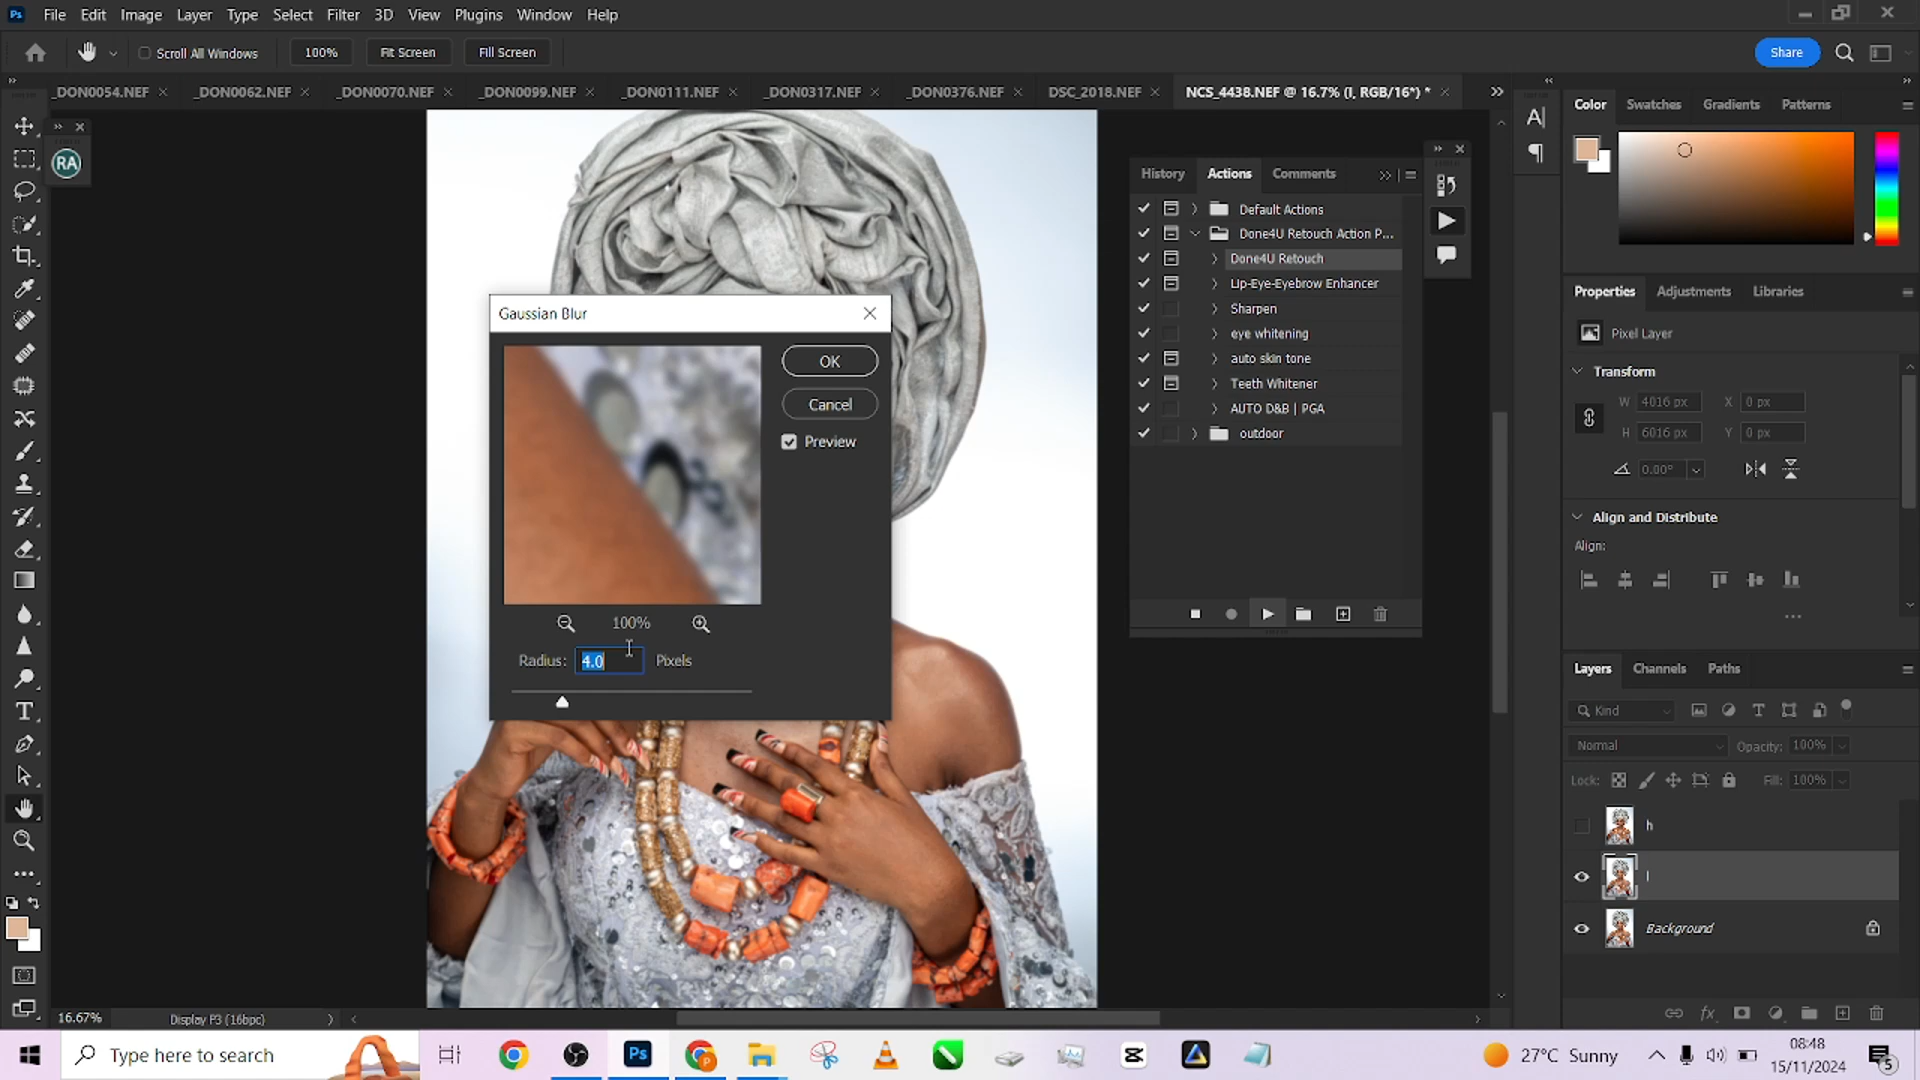 Ps File Edit Image Layer Type Select Filter 3D View Plugins Window Help
Scroll All Windows 100% Fit Screen Fill Screen Share
_DON0054.NEF _DON0062.NEF _DON0070.NEF _DON0099.NEF _DON0111.NEF _DON0317.NEF _DON0376.NEF DSC_2018.NEF NCS_4438.NEF @ 16.7% (l, RGB/16*) *
RA
Gaussian Blur
OK
Cancel
Preview
100%
Radius: 4.0 Pixels
History Actions Comments
Default Actions
Done4U Retouch Action P...
Done4U Retouch
Lip-Eye-Eyebrow Enhancer
Sharpen
eye whitening
auto skin tone
Teeth Whitener
AUTO D&B | PGA
outdoor
Color Swatches Gradients Patterns
Properties Adjustments Libraries
Pixel Layer
Transform
W 4016 px X 0 px
H 6016 px Y 0 px
0.00°
Align and Distribute
Align:
Layers Channels Paths
Kind
Normal Opacity: 100%
Lock: Fill: 100%
h
l
Background
16.67% Display P3 (16bpc)
Type here to search Ps 27°C Sunny 08:48
15/11/2024 5